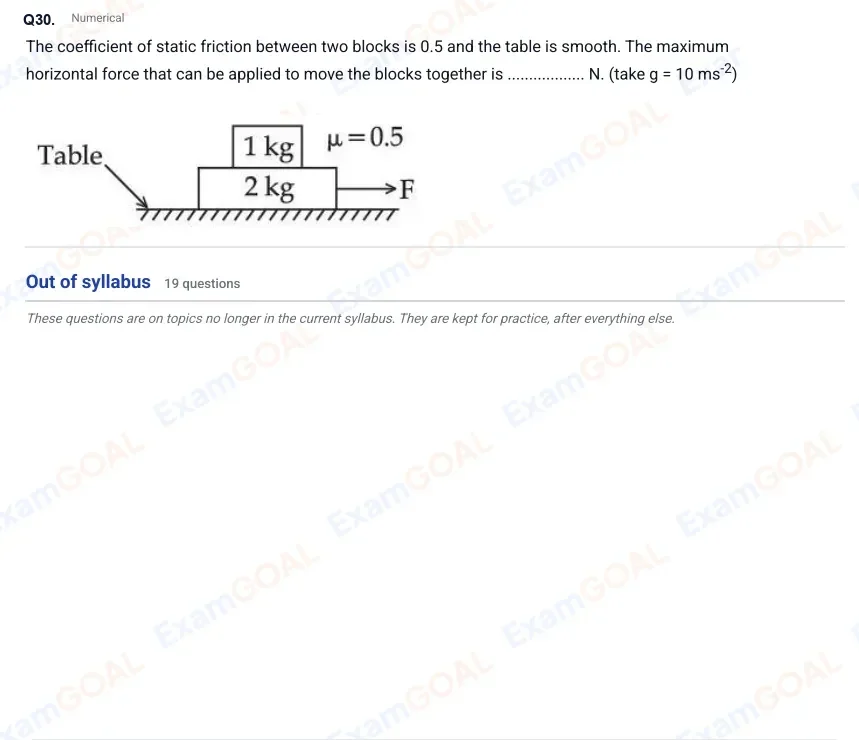 Q30. Numerical
The coefficient of static friction between two blocks is 0.5 and the table is smooth. The maximum
horizontal force that can be applied to move the blocks together is .................. N. (take g = 10 ms⁻²)
Table
1 kg
μ = 0.5
2 kg
F
Out of syllabus 19 questions
These questions are on topics no longer in the current syllabus. They are kept for practice, after everything else.
ExamGOAL